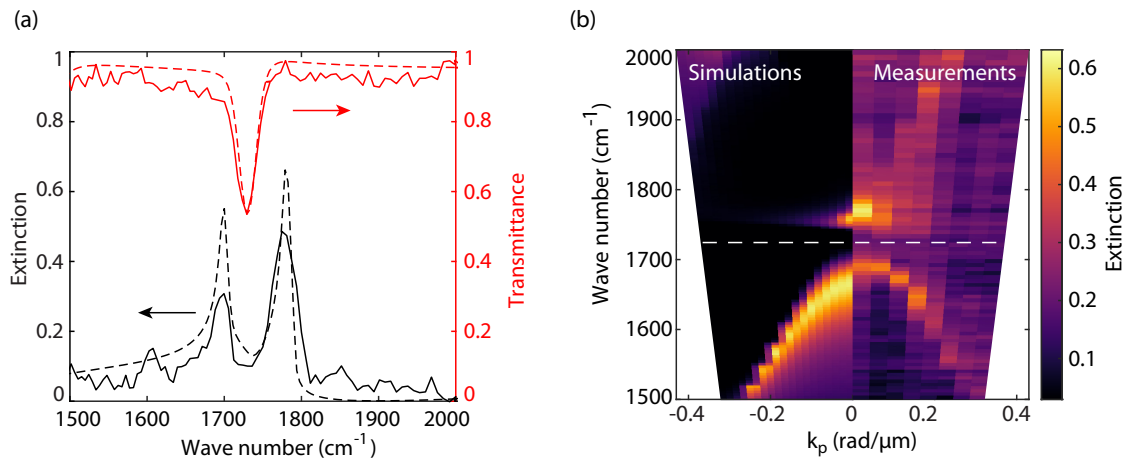 (a)
1
0.8
0.6
0.4
0.2
0
Extinction
1500 1600 1700 1800 1900 2000
Wave number (cm⁻¹)
1
0.8
0.6
0.4
0.2
0
Transmittance
(b)
2000
1900
1800
1700
1600
1500
Wave number (cm⁻¹)
Simulations Measurements
-0.4 -0.2 0 0.2 0.4
kₚ (rad/μm)
0.6
0.5
0.4
0.3
0.2
0.1
Extinction